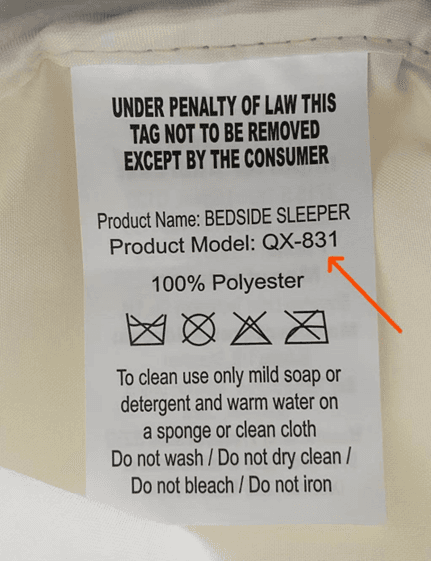 UNDER PENALTY OF LAW THIS
TAG NOT TO BE REMOVED
EXCEPT BY THE CONSUMER
Product Name: BEDSIDE SLEEPER
Product Model: QX-831
100% Polyester
To clean use only mild soap or
detergent and warm water on
a sponge or clean cloth
Do not wash / Do not dry clean /
Do not bleach / Do not iron